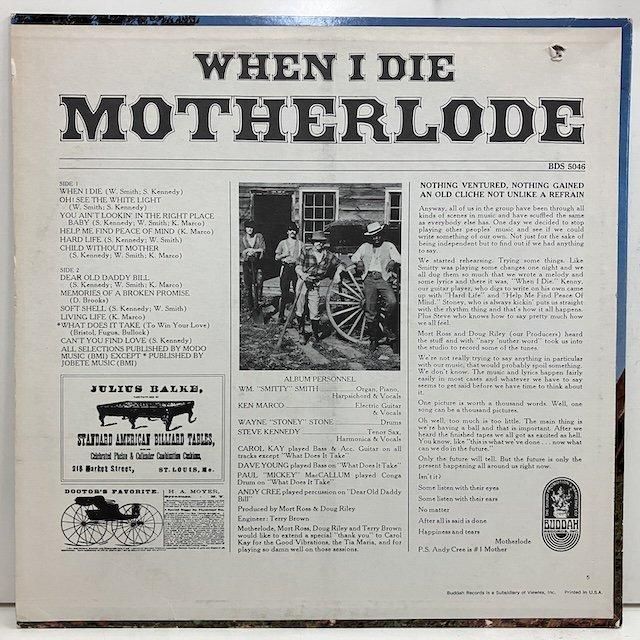 WHEN I DIE
MOTHERLODE
BDS 5046
SIDE 1
WHEN I DIE (W. Smith; S. Kennedy)
OH! SEE THE WHITE LIGHT
(W. Smith; S. Kennedy)
YOU AIN'T LOOKIN' IN THE RIGHT PLACE
BABY (S. Kennedy; W. Smith; K. Marco)
HELP ME FIND PEACE OF MIND (K. Marco)
HARD LIFE (S. Kennedy; W. Smith)
CHILD WITHOUT MOTHER
(S. Kennedy; W. Smith; K. Marco)
SIDE 2
DEAR OLD DADDY BILL
(S. Kennedy; W. Smith; K. Marco)
MEMORIES OF A BROKEN PROMISE
(D. Brooks)
SOFT SHELL (S. Kennedy; W. Smith)
LIVING LIFE (K. Marco)
*WHAT DOES IT TAKE (To Win Your Love)
(Bristol, Fugua, Bullock)
CAN'T YOU FIND LOVE (S. Kennedy)
ALL SELECTIONS PUBLISHED BY MODO
MUSIC (BMI) EXCEPT * PUBLISHED BY
JOBETE MUSIC (BMI)
JULIUS BALKE,
STANDARD AMERICAN BILLIARD TABLES,
Celebrated Phelan & Collender Combination Cushions,
218 Market Street, ST. LOUIS, Mo.
DOCTOR'S FAVORITE.
H. A. MOYER,
ALBUM PERSONNEL
WM. "SMITTY" SMITH Organ, Piano,
Harpsichord & Vocals
KEN MARCO Electric Guitar
& Vocals
WAYNE "STONEY" STONE Drums
STEVE KENNEDY Tenor Sax,
Harmonica & Vocals
CAROL KAY played Bass & Acc. Guitar on all
tracks except "What Does It Take"
DAVE YOUNG played Bass on "What Does It Take"
PAUL "MICKEY" MacCALLUM played Conga
Drum on "What Does It Take"
ANDY CREE played percussion on "Dear Old Daddy
Bill"
Produced by Mort Ross & Doug Riley
Engineer: Terry Brown
Motherlode, Mort Ross, Doug Riley and Terry Brown
would like to extend a special "thank you" to Carol
Kay for the Good Vibrations, the Tia Maria, and for
playing so damn well on those sessions.
NOTHING VENTURED, NOTHING GAINED
AN OLD CLICHE NOT UNLIKE A REFRAIN
Anyway, all of us in the group have been through all
kinds of scenes in music and have scuffled the same
as everybody else has. One day we decided to stop
playing other peoples' music and see if we could
write something of our own. Not just for the sake of
being independent but to find out if we had anything
to say.
We started rehearsing. Trying some things. Like
Smitty was playing some changes one night and we
all dug them so much that we wrote a melody and
some lyrics and there it was. "When I Die." Kenny,
our guitar player, who digs to write on his own came
up with "Hard Life" and "Help Me Find Peace Of
Mind." Stoney, who is always kickin' puts us straight
with the rhythm thing and that's how it all happens.
Plus Steve who knows how to say pretty much how
we all feel.
Mort Ross and Doug Riley (our Producers) heard
the stuff and with "nary 'nuther word" took us into
the studio to record some of the tunes.
We're not really trying to say anything in particular
with our music, that would probably spoil something.
We don't know. The music and lyrics happen fairly
easily in most cases and whatever we have to say
seems to get said before we have time to think about
it.
One picture is worth a thousand words. Well, one
song can be a thousand pictures.
Oh well, too much is too little. The main thing is
we're having a ball and that is important. After we
heard the finished tapes we all got as excited as hell.
You know, like "this is what we've done . . . now what
can we do in the future."
Only the future will tell. But the future is only the
present happening all around us right now.
Isn't it?
Some listen with their eyes
Some listen with their ears
No matter
After all is said is done
Happiness and tears
Motherlode
P.S. Andy Cree is # 1 Mother
BUDDAH
5
Buddah Records is a Subsidiary of Viewlex, Inc. Printed in U.S.A.